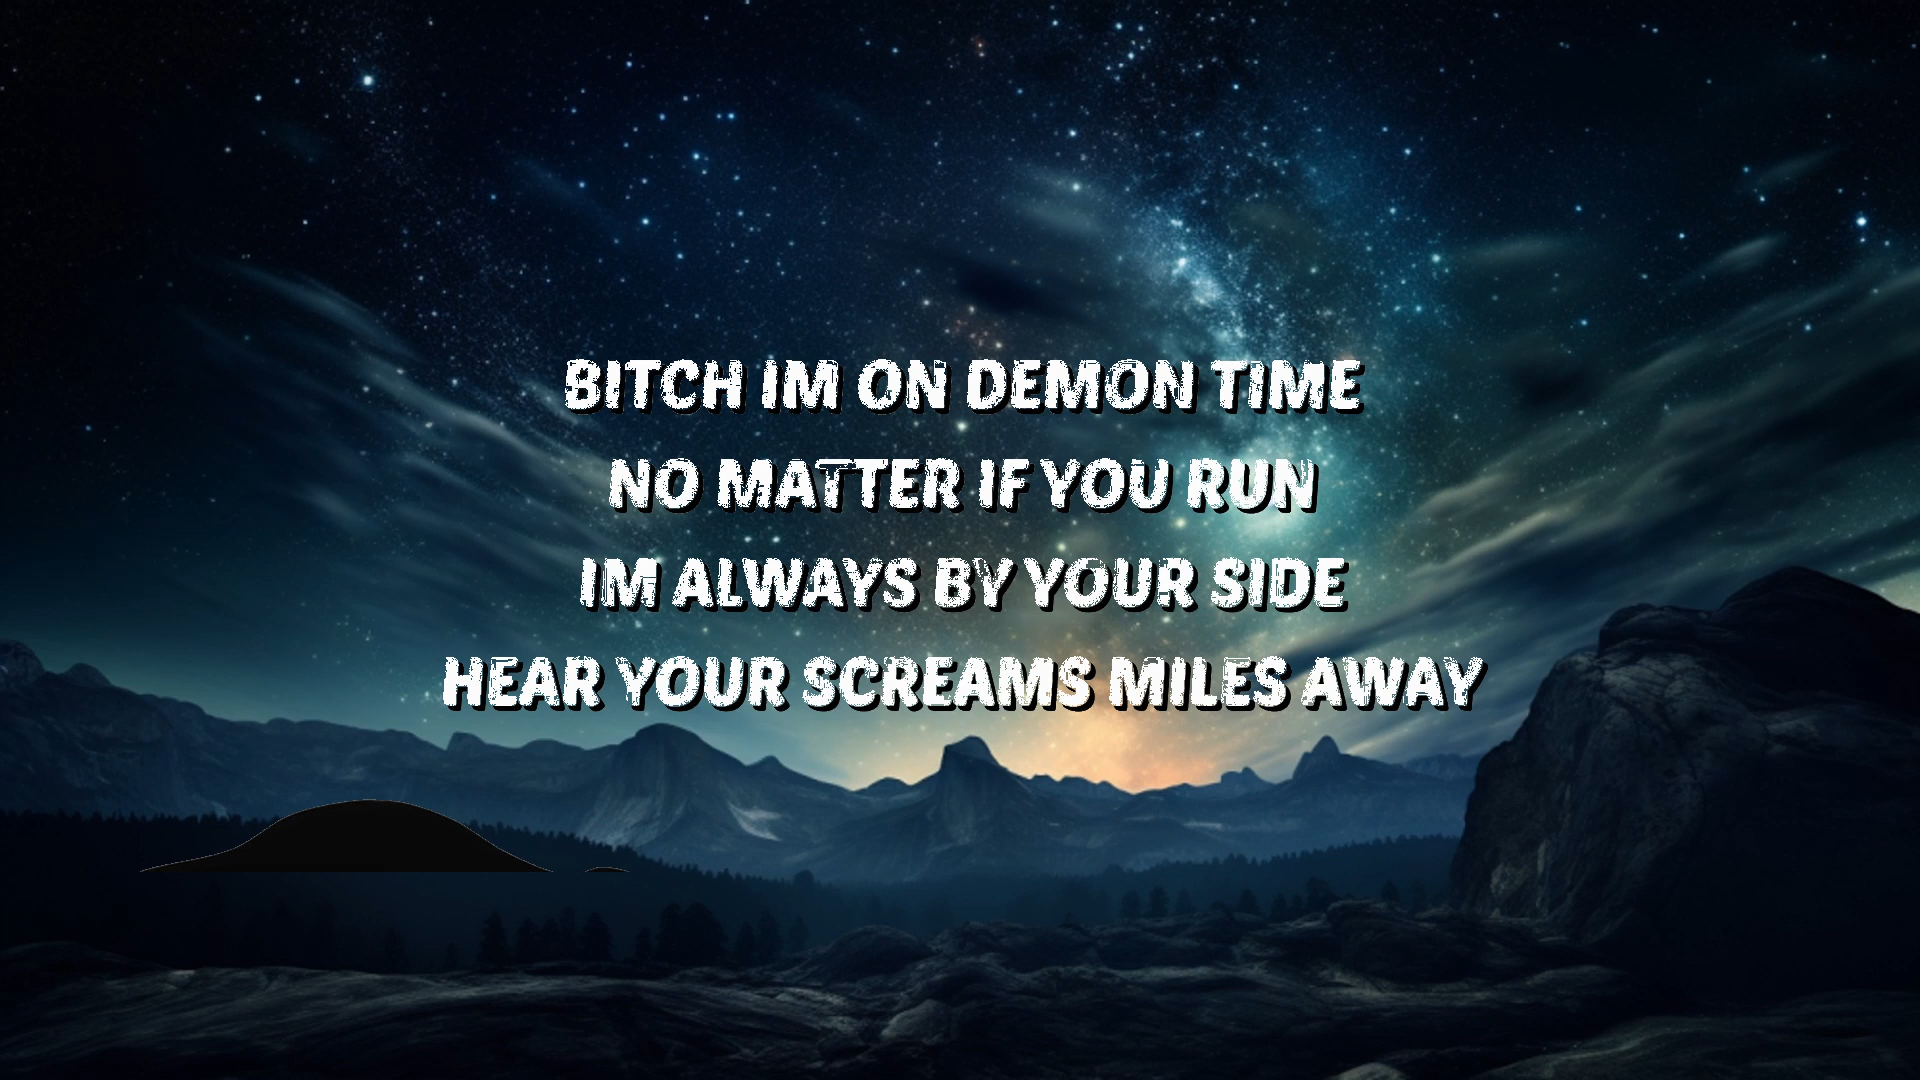 BITCH IM ON DEMON TIME
NO MATTER IF YOU RUN
IM ALWAYS BY YOUR SIDE
HEAR YOUR SCREAMS MILES AWAY